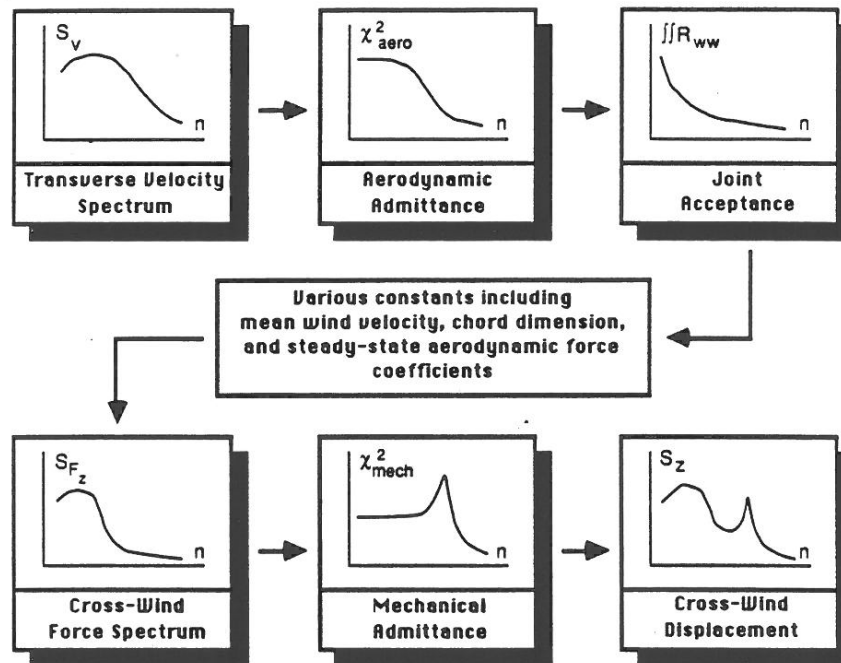 S_v
n
Transverse Velocity
Spectrum
χ²_aero
n
Aerodynamic
Admittance
∫∫R_ww
n
Joint
Acceptance
Various constants including
mean wind velocity, chord dimension,
and steady-state aerodynamic force
coefficients
S_F_z
n
Cross-Wind
Force Spectrum
χ²_mech
n
Mechanical
Admittance
S_z
n
Cross-Wind
Displacement